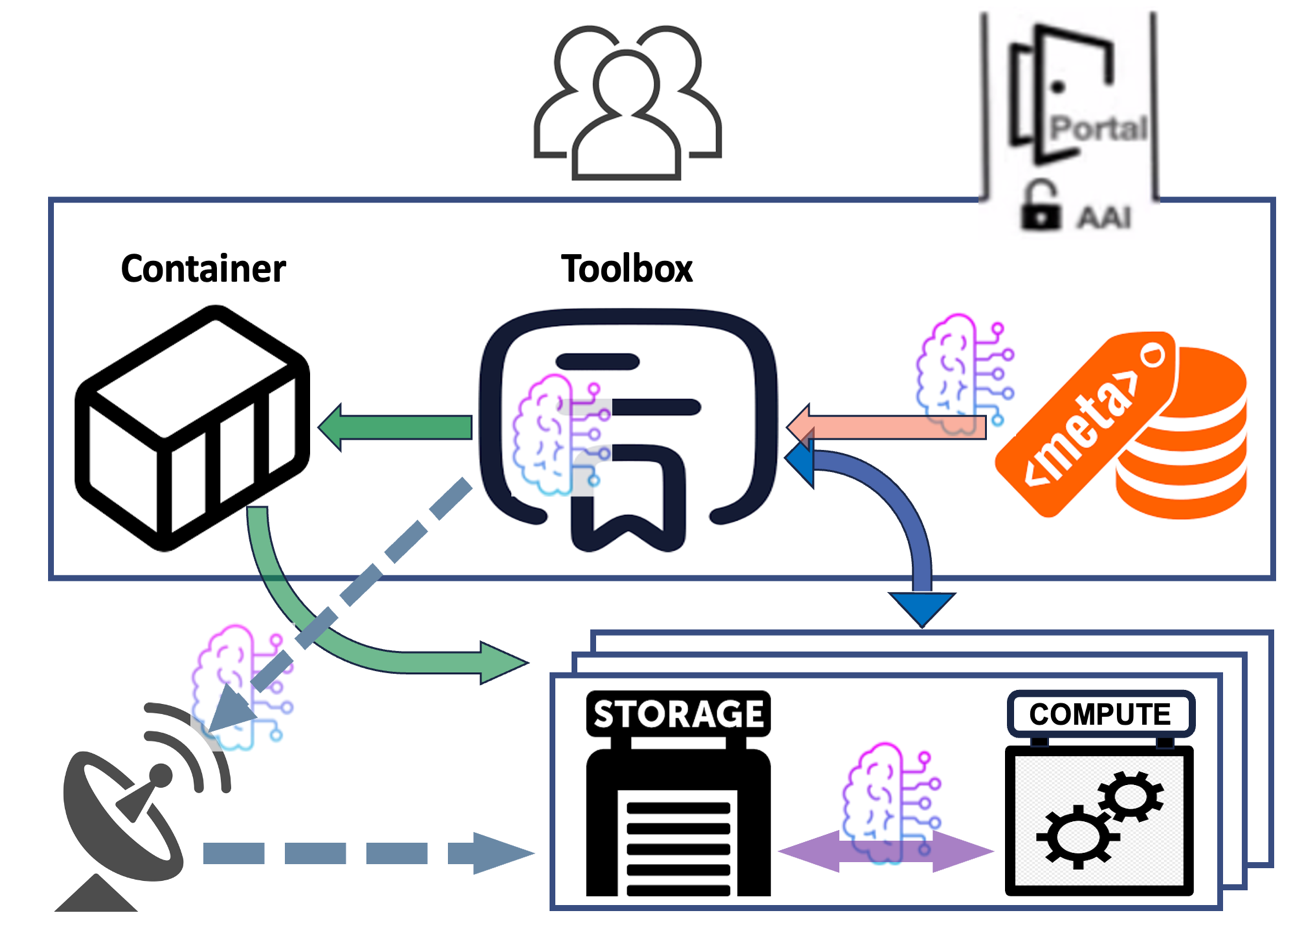 Portal
AAI
Container
Toolbox
<meta>
STORAGE
COMPUTE